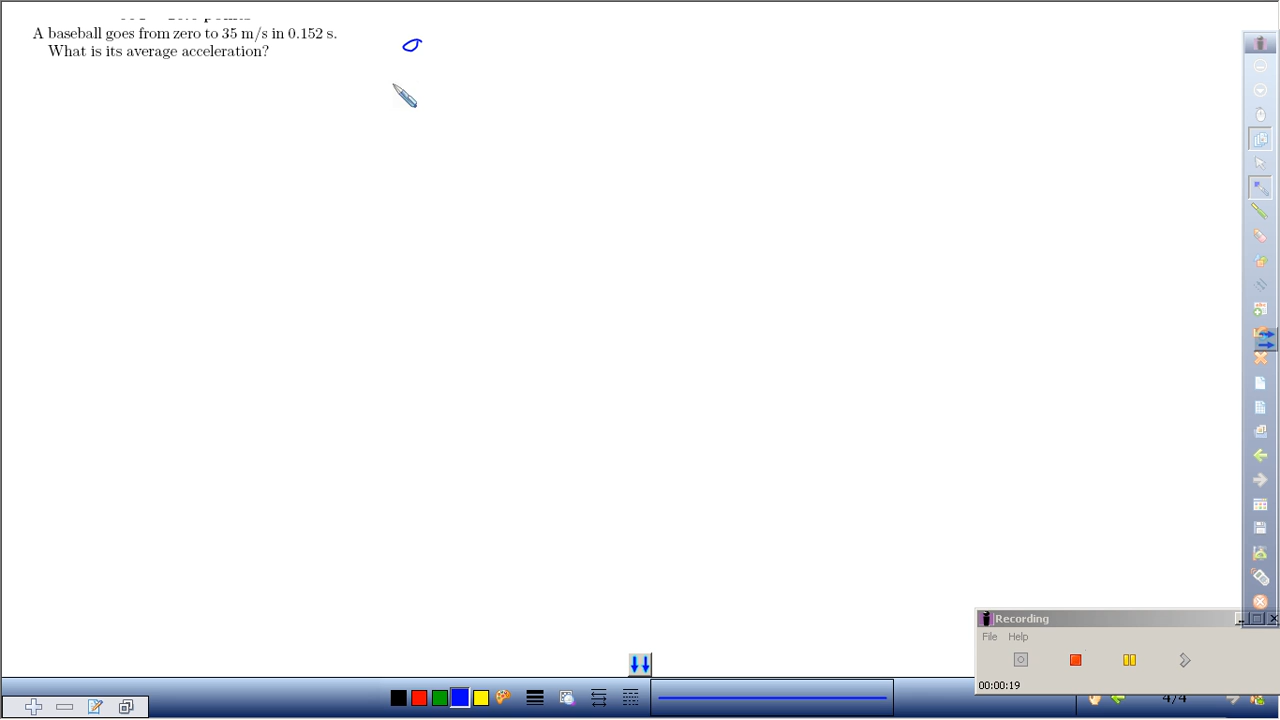 A baseball goes from zero to 35 m/s in 0.152 s.
What is its average acceleration?
Recording
File Help
00:00:19
4/4